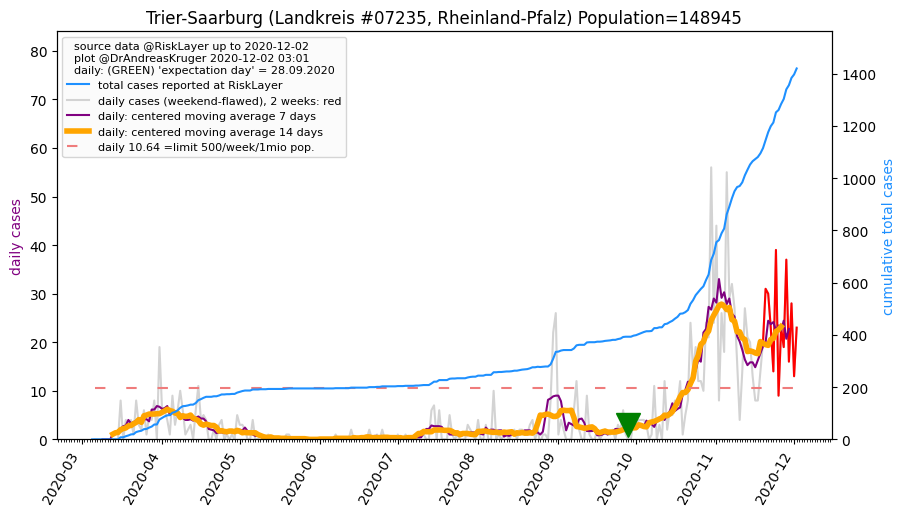 Trier-Saarburg (Landkreis #07235, Rheinland-Pfalz) Population=148945
source data @RiskLayer up to 2020-12-02
plot @DrAndreasKruger 2020-12-02 03:01
daily: (GREEN) 'expectation day' = 28.09.2020
total cases reported at RiskLayer
daily cases (weekend-flawed), 2 weeks: red
daily: centered moving average 7 days
daily: centered moving average 14 days
daily 10.64 =limit 500/week/1mio pop.
daily cases
80
70
60
50
40
30
20
10
0
1400
1200
1000
800
600
400
200
0
cumulative total cases
2020-03
2020-04
2020-05
2020-06
2020-07
2020-08
2020-09
2020-10
2020-11
2020-12